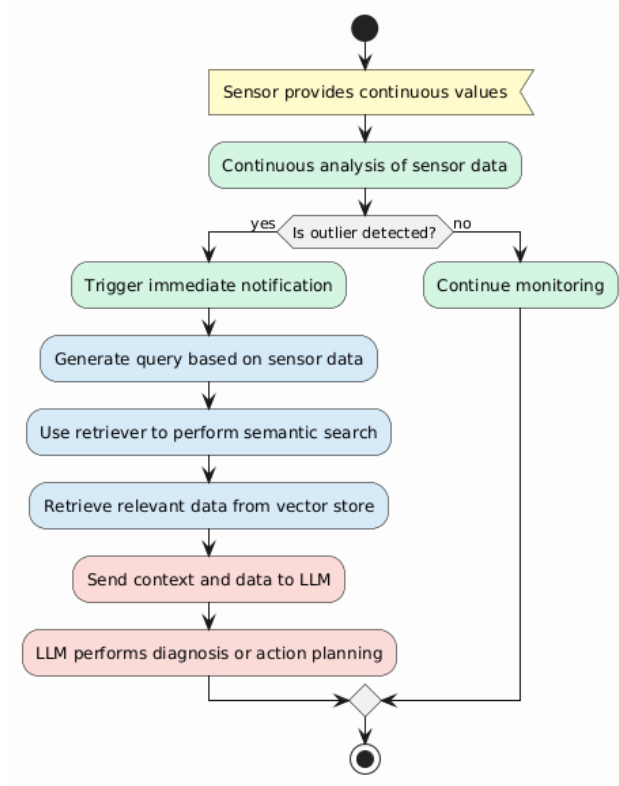 Sensor provides continuous values
Continuous analysis of sensor data
yes
Is outlier detected?
no
Trigger immediate notification
Continue monitoring
Generate query based on sensor data
Use retriever to perform semantic search
Retrieve relevant data from vector store
Send context and data to LLM
LLM performs diagnosis or action planning